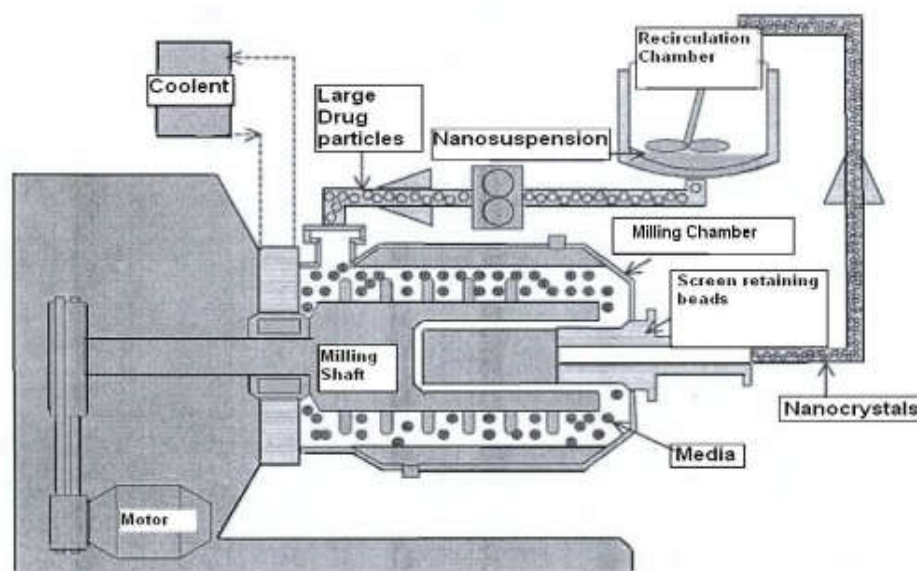 Recirculation
Chamber
Coolent
Large
Drug
particles
Nanosuspension
Milling Chamber
Screen retaining
beads
Milling
Shaft
Nanocrystals
Media
Motor